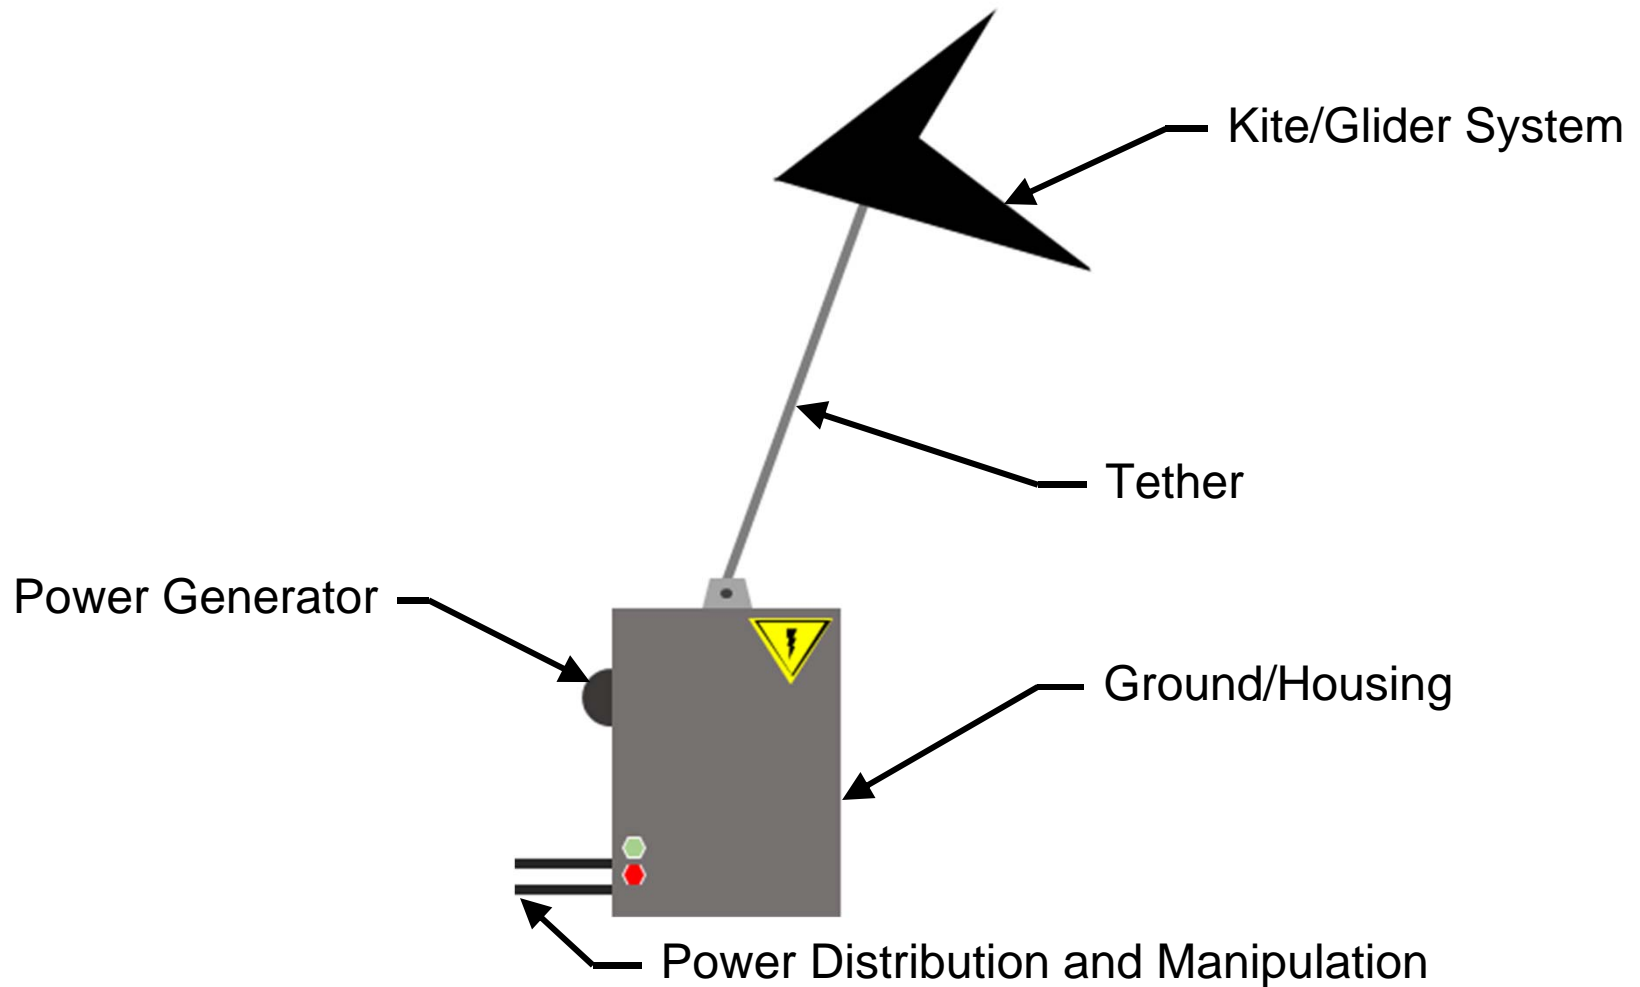 Kite/Glider System
Tether
Power Generator
Ground/Housing
Power Distribution and Manipulation